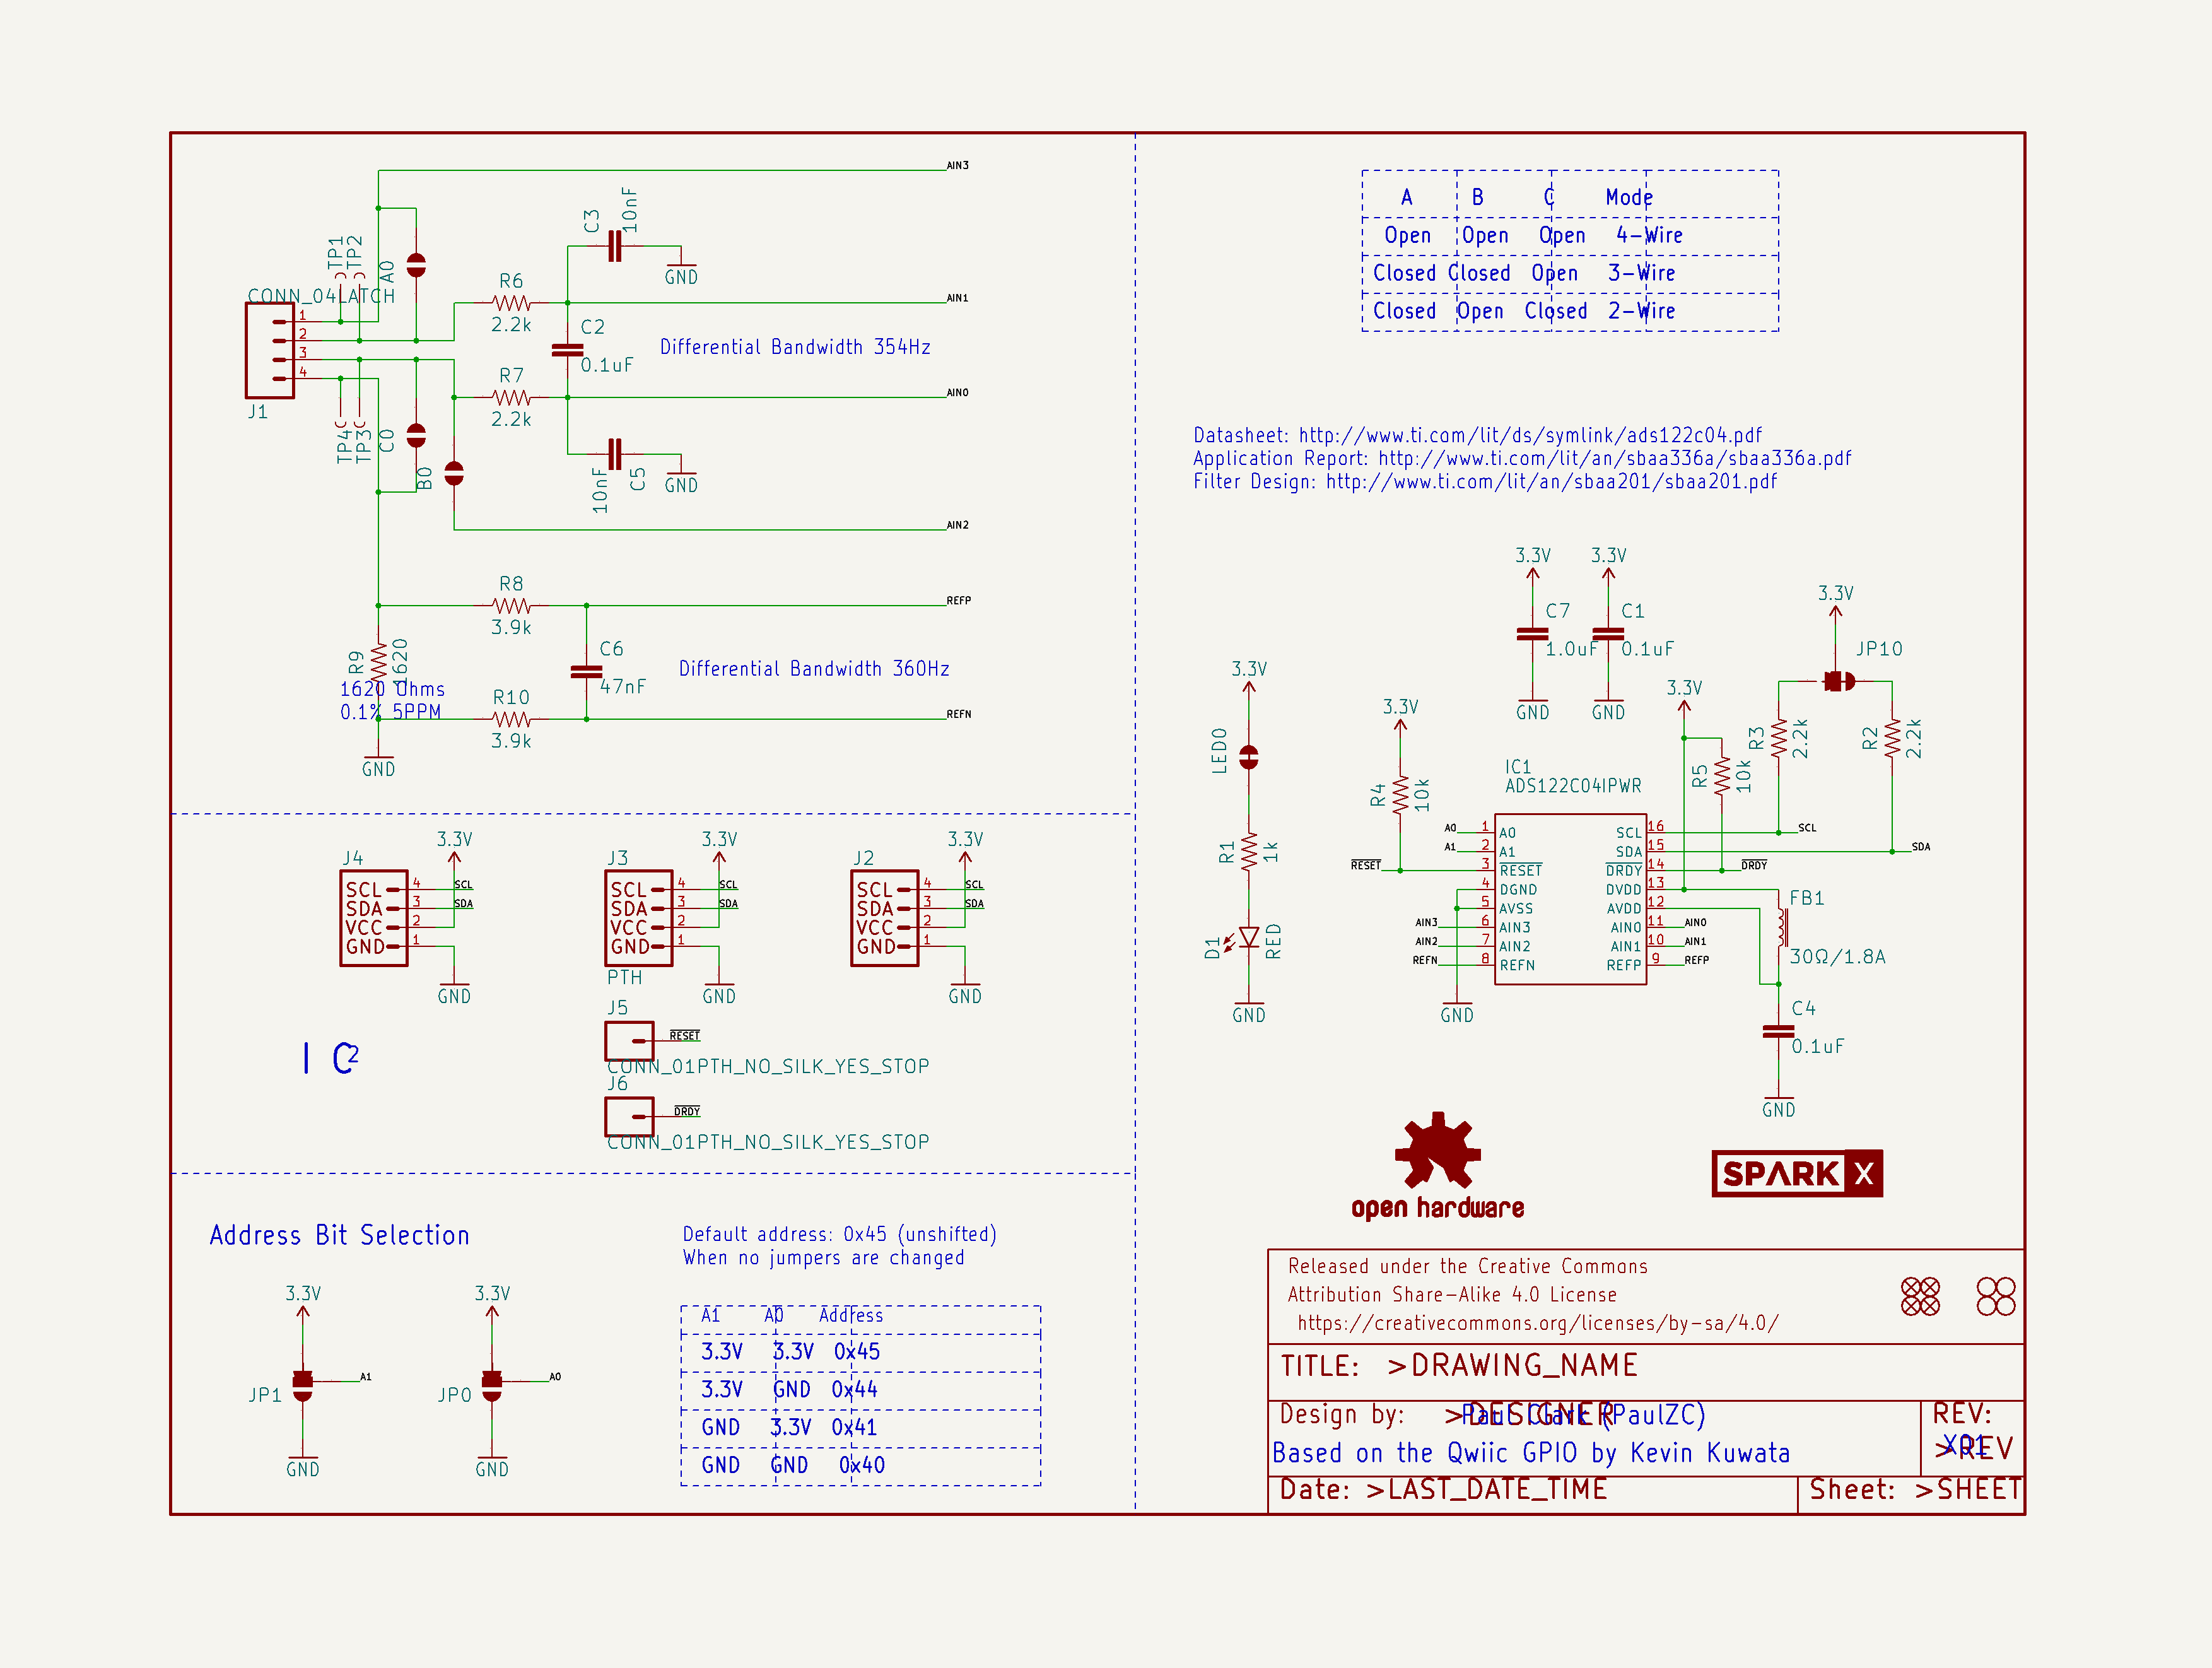 AIN3
C3
10nF
GND
TP1
TP2
A0
CONN_04LATCH
1
2
3
4
J1
R6
2.2k
AIN1
C2
0.1uF
Differential Bandwidth 354Hz
R7
2.2k
AIN0
TP4
TP3
C0
B0
10nF
C5
GND
AIN2
R8
3.9k
REFP
R9
1620
1620 Ohms
0.1% 5PPM
C6
47nF
Differential Bandwidth 360Hz
R10
3.9k
REFN
GND
A B C Mode
Open Open Open 4-Wire
Closed Closed Open 3-Wire
Closed Open Closed 2-Wire
Datasheet: http://www.ti.com/lit/ds/symlink/ads122c04.pdf
Application Report: http://www.ti.com/lit/an/sbaa336a/sbaa336a.pdf
Filter Design: http://www.ti.com/lit/an/sbaa201/sbaa201.pdf
3.3V
C7
1.0uF
GND
3.3V
C1
0.1uF
GND
3.3V
JP10
R3
2.2k
R2
2.2k
3.3V
R5
10k
3.3V
R4
10k
3.3V
LED0
R1
1k
D1
RED
GND
IC1
ADS122C04IPWR
A0 1 A0 SCL 16 SCL
A1 2 A1 SDA 15 SDA
RESET 3 RESET DRDY 14 DRDY
4 DGND DVDD 13
5 AVSS AVDD 12
AIN3 6 AIN3 AIN0 11 AIN0
AIN2 7 AIN2 AIN1 10 AIN1
REFN 8 REFN REFP 9 REFP
GND
FB1
30Ω/1.8A
C4
0.1uF
GND
J4
3.3V
SCL 4 SCL
SDA 3 SDA
VCC 2
GND 1
GND
J3
3.3V
SCL 4 SCL
SDA 3 SDA
VCC 2
GND 1
PTH
GND
J2
3.3V
SCL 4 SCL
SDA 3 SDA
VCC 2
GND 1
GND
J5
RESET
CONN_01PTH_NO_SILK_YES_STOP
J6
DRDY
CONN_01PTH_NO_SILK_YES_STOP
I C2
open hardware
SPARK X
Address Bit Selection
3.3V
JP1
A1
GND
3.3V
JP0
A0
GND
Default address: 0x45 (unshifted)
When no jumpers are changed
A1 A0 Address
3.3V 3.3V 0x45
3.3V GND 0x44
GND 3.3V 0x41
GND GND 0x40
Released under the Creative Commons
Attribution Share-Alike 4.0 License
https://creativecommons.org/licenses/by-sa/4.0/
TITLE: >DRAWING_NAME
Design by: >DESIGNER
Paul Clark (PaulZC)
Based on the Qwiic GPIO by Kevin Kuwata
REV:
>REV
X01
Date: >LAST_DATE_TIME
Sheet: >SHEET